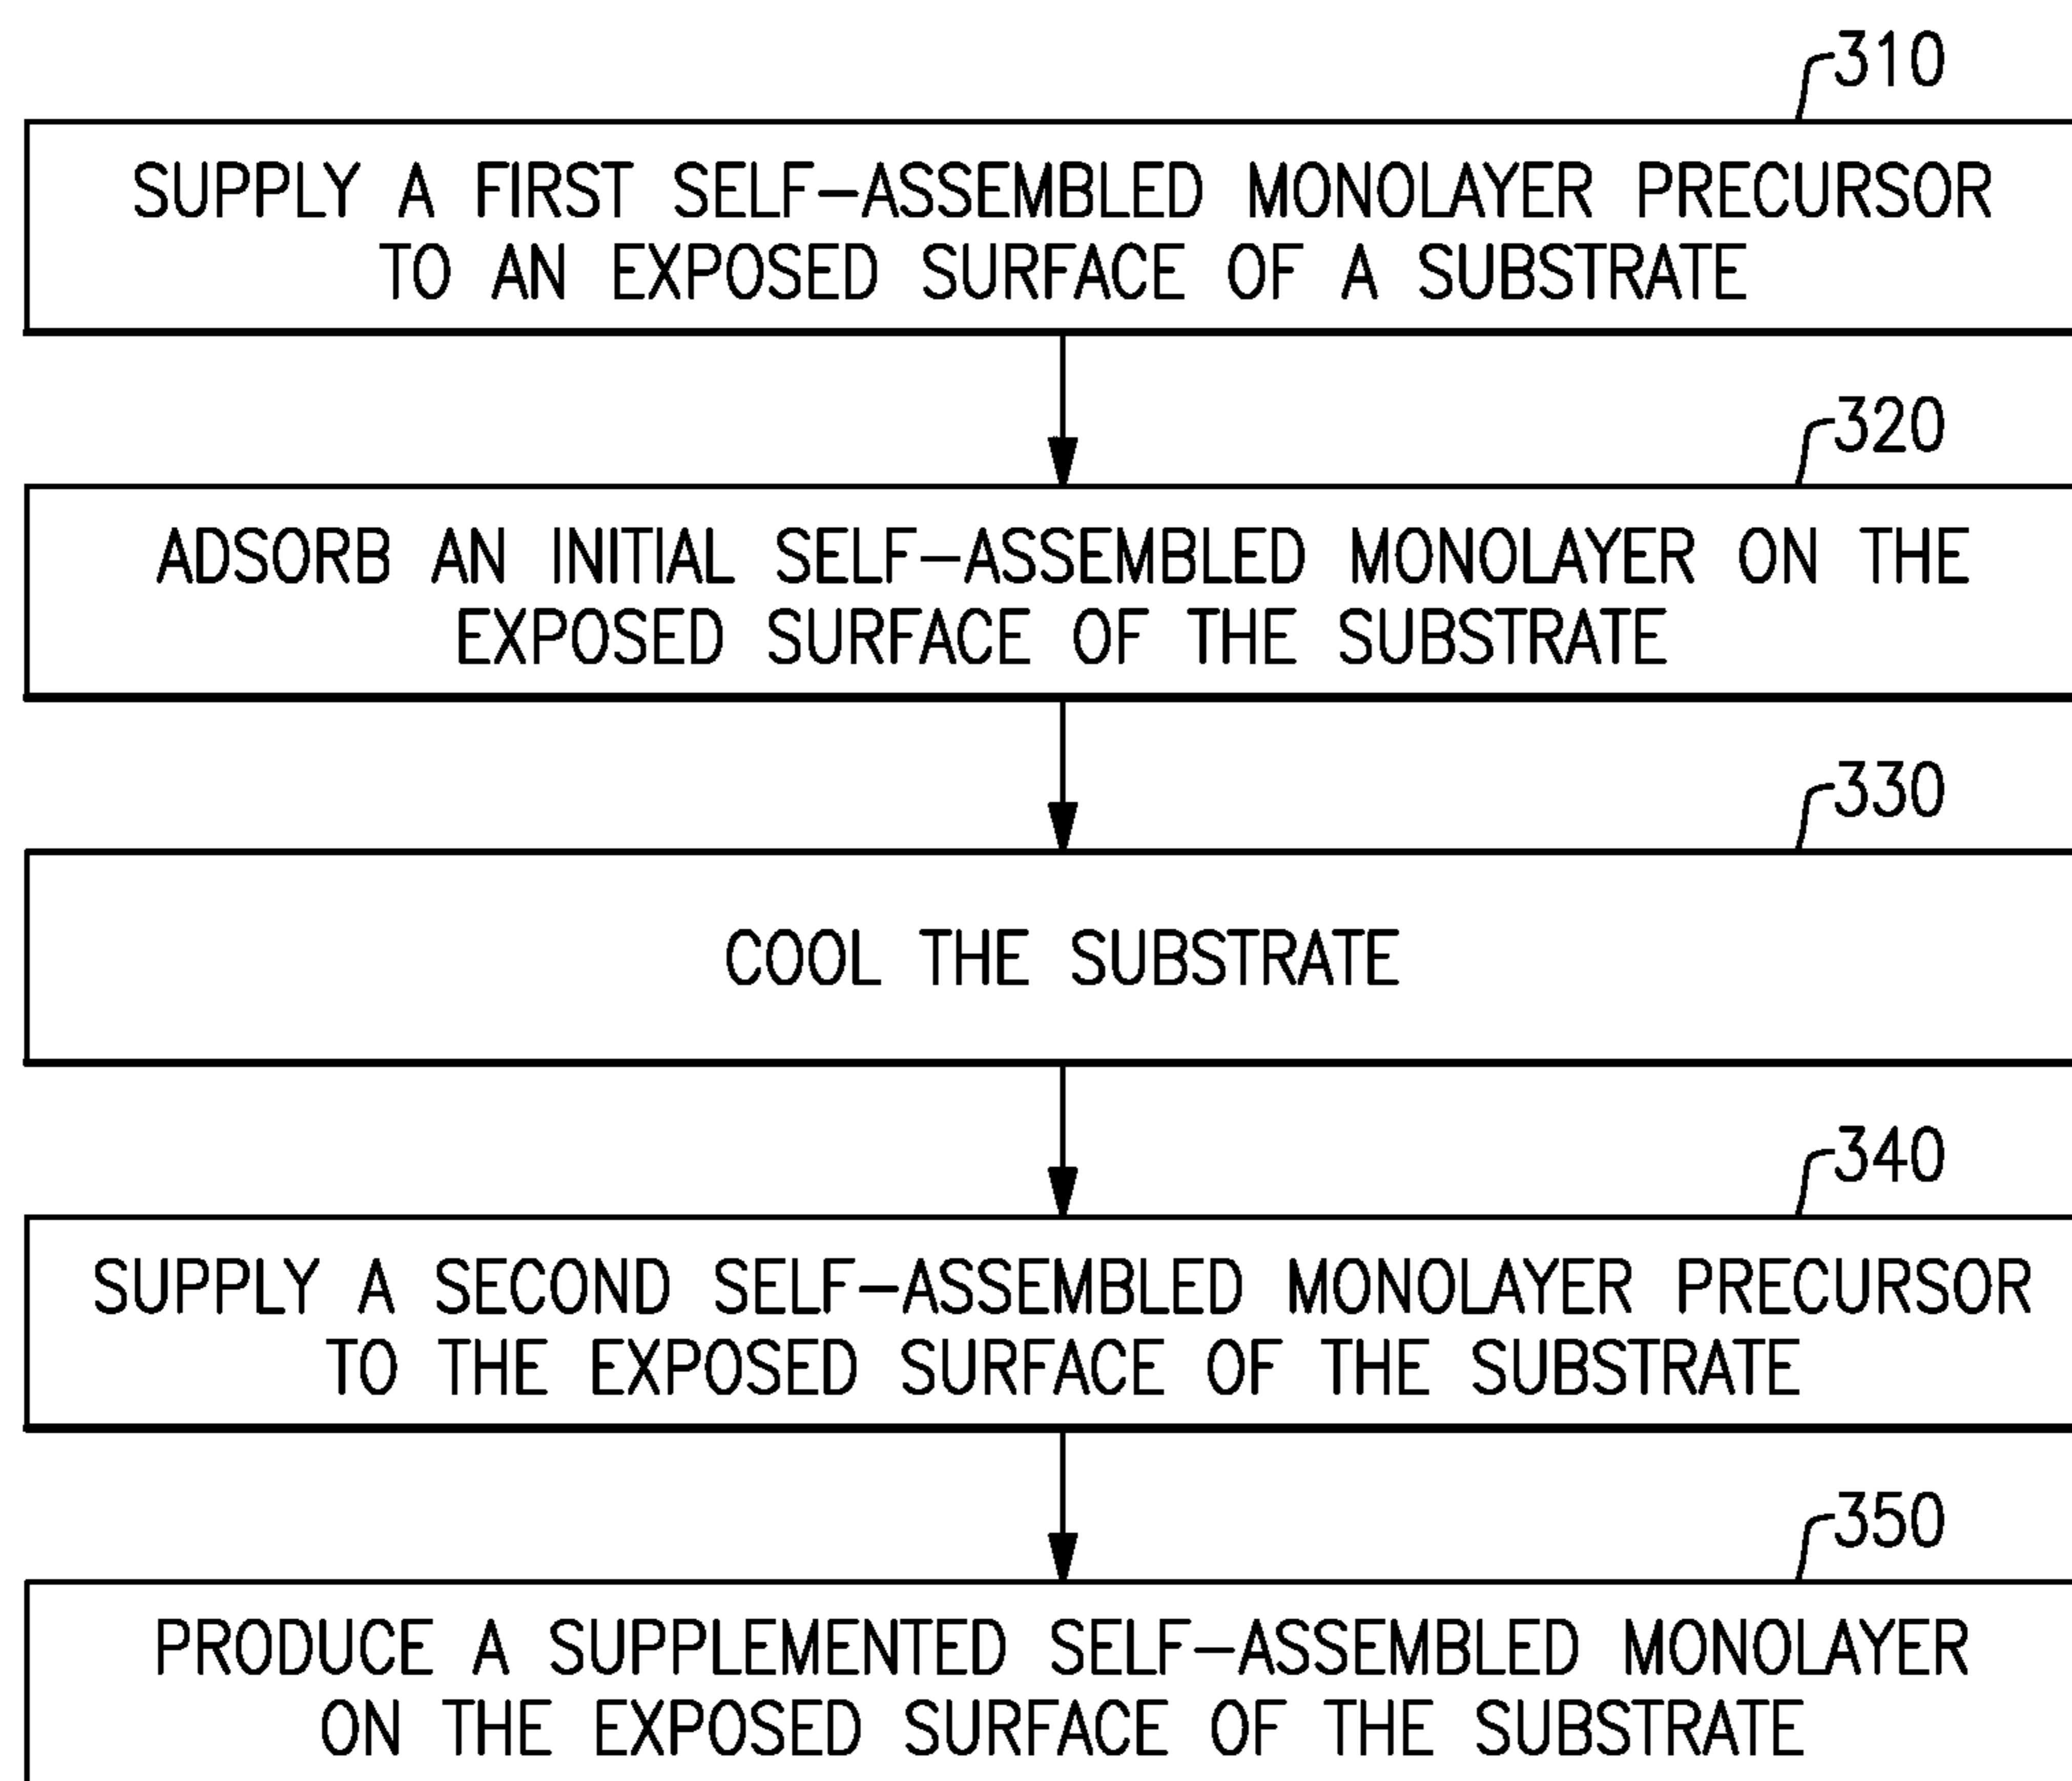 310
SUPPLY A FIRST SELF-ASSEMBLED MONOLAYER PRECURSOR
TO AN EXPOSED SURFACE OF A SUBSTRATE
320
ADSORB AN INITIAL SELF-ASSEMBLED MONOLAYER ON THE
EXPOSED SURFACE OF THE SUBSTRATE
330
COOL THE SUBSTRATE
340
SUPPLY A SECOND SELF-ASSEMBLED MONOLAYER PRECURSOR
TO THE EXPOSED SURFACE OF THE SUBSTRATE
350
PRODUCE A SUPPLEMENTED SELF-ASSEMBLED MONOLAYER
ON THE EXPOSED SURFACE OF THE SUBSTRATE